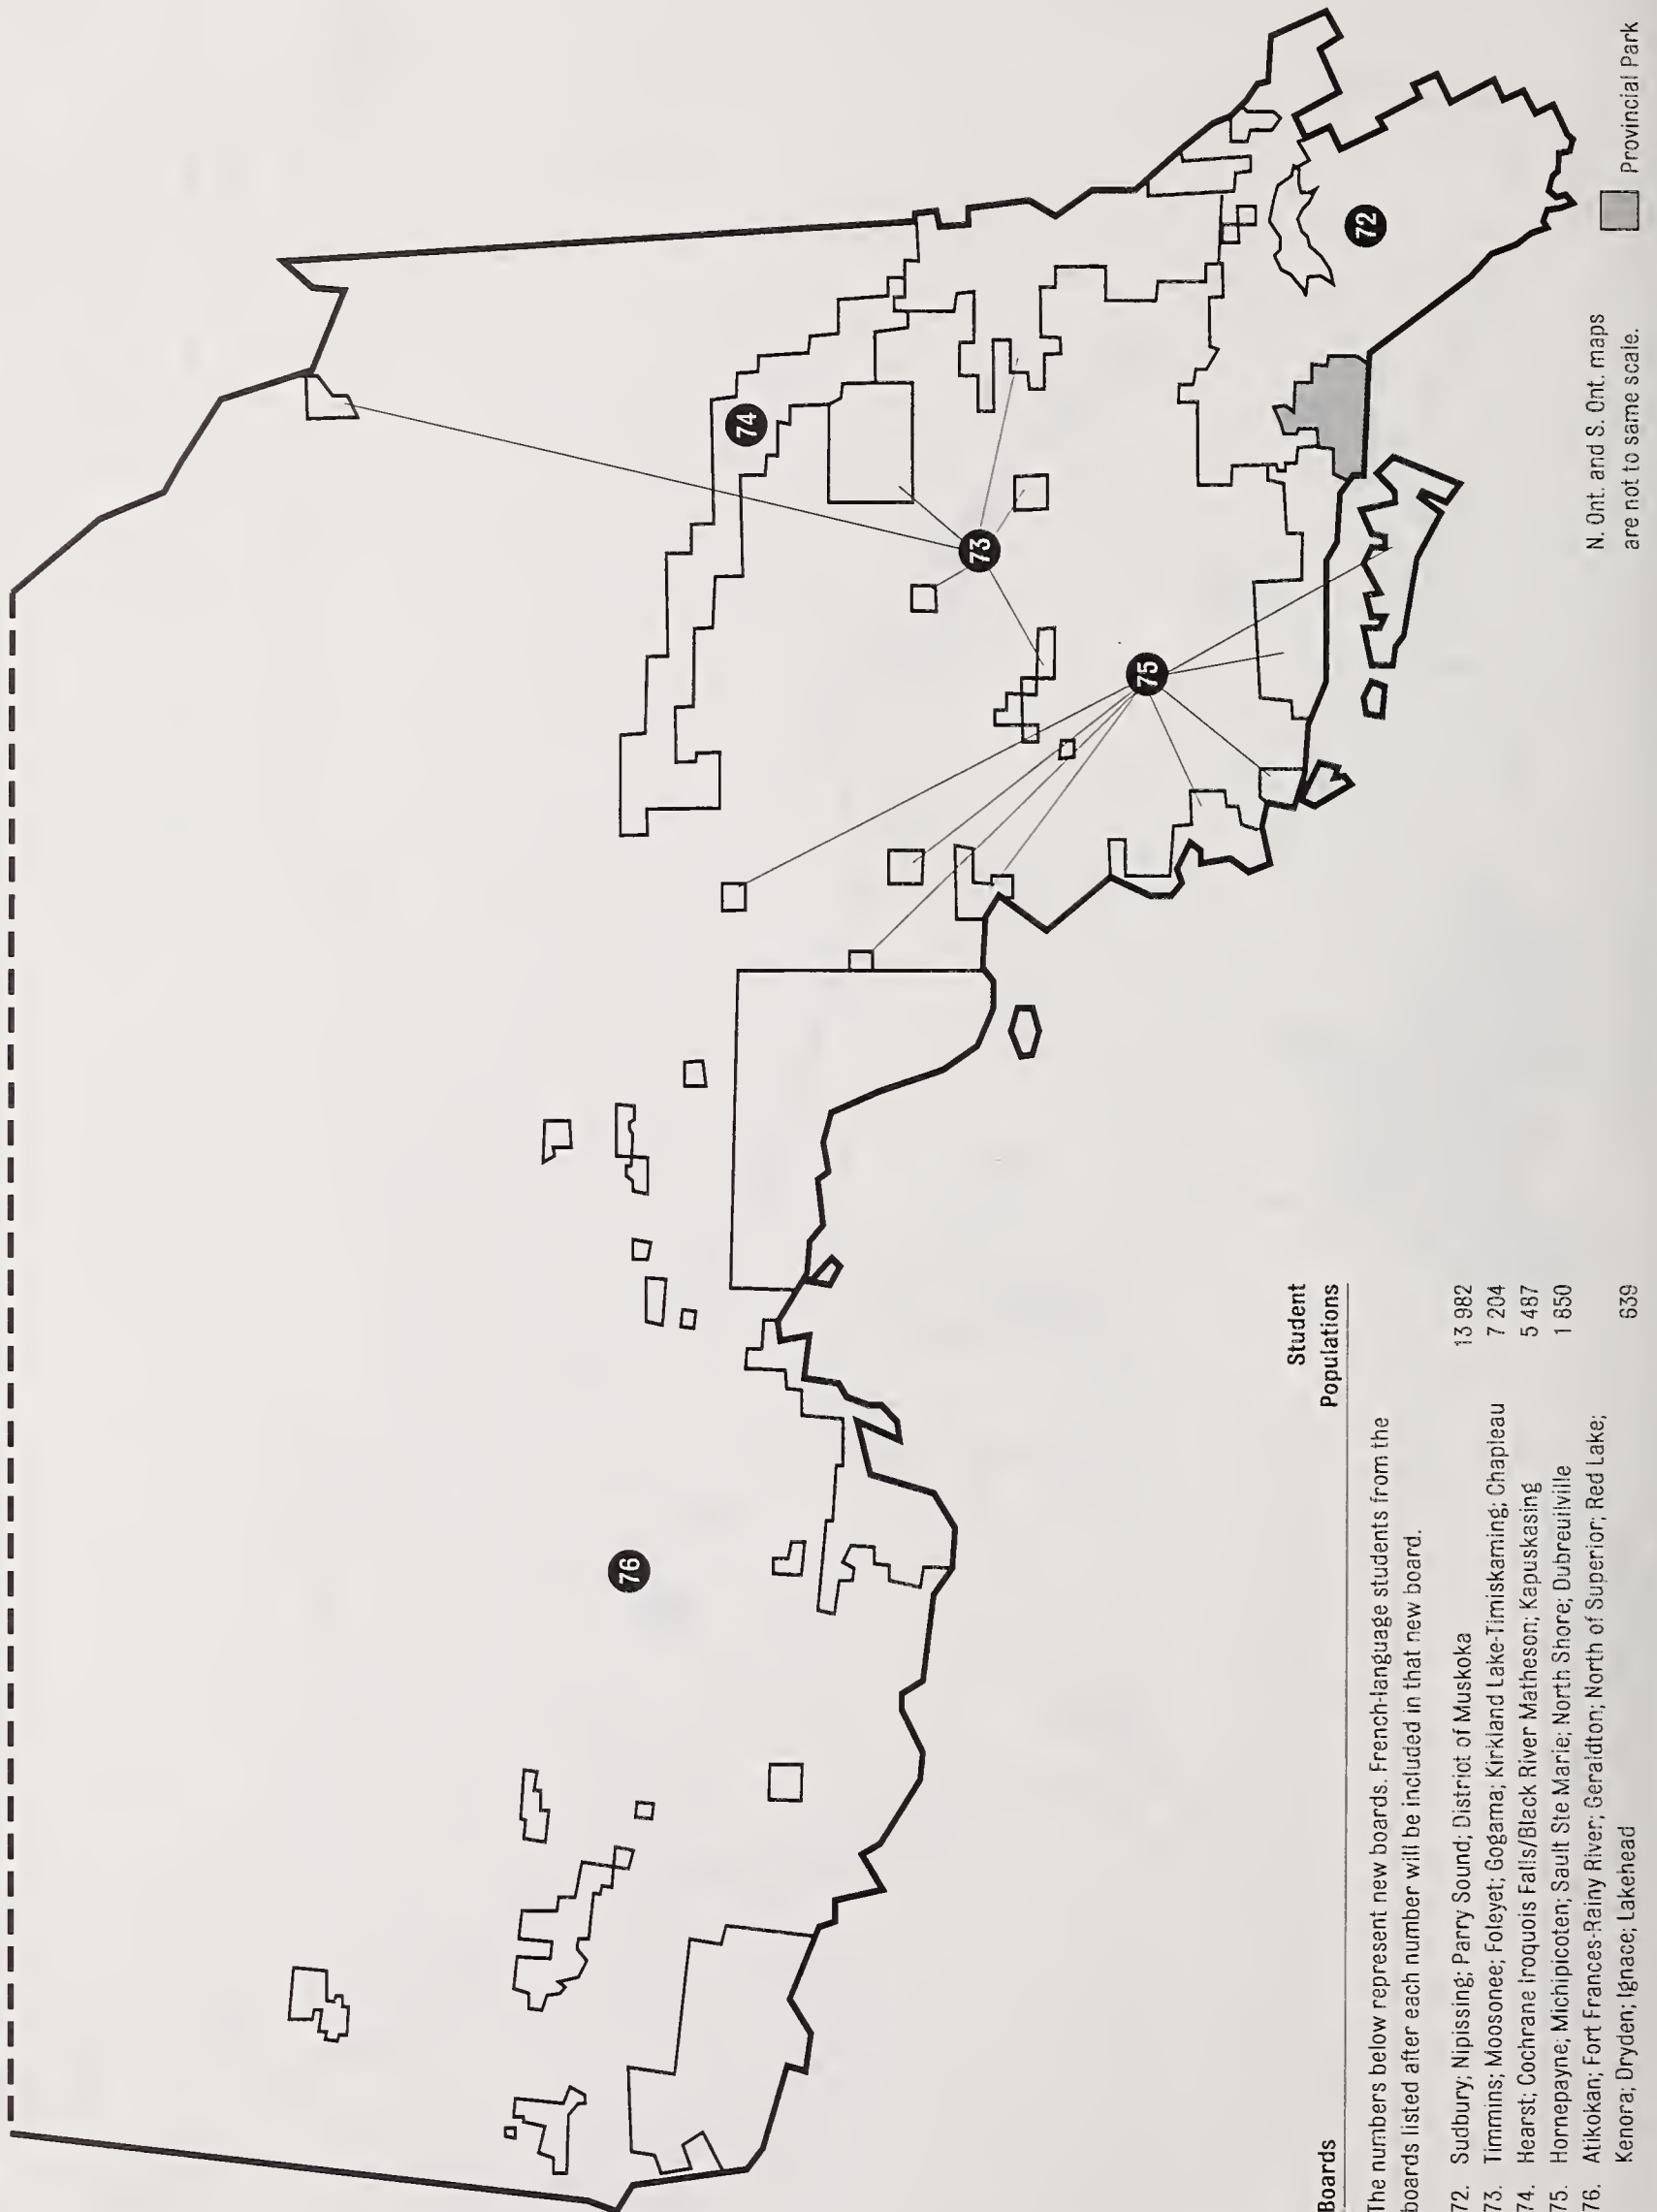 76
74
73
75
72
N. Ont. and S. Ont. maps
are not to same scale.
Provincial Park
Boards
Student
Populations
The numbers below represent new boards. French-language students from the
boards listed after each number will be included in that new board.
72. Sudbury; Nipissing; Parry Sound; District of Muskoka 13 982
73. Timmins; Moosonee; Foleyet; Gogama; Kirkland Lake-Timiskaming; Chapleau 7 204
74. Hearst; Cochrane Iroquois Falls/Black River Matheson; Kapuskasing 5 487
75. Hornepayne; Michipicoten; Sault Ste Marie; North Shore; Dubreuilville 1 850
76. Atikokan; Fort Frances-Rainy River; Geraldton; North of Superior; Red Lake;
Kenora; Dryden; Ignace; Lakehead 639